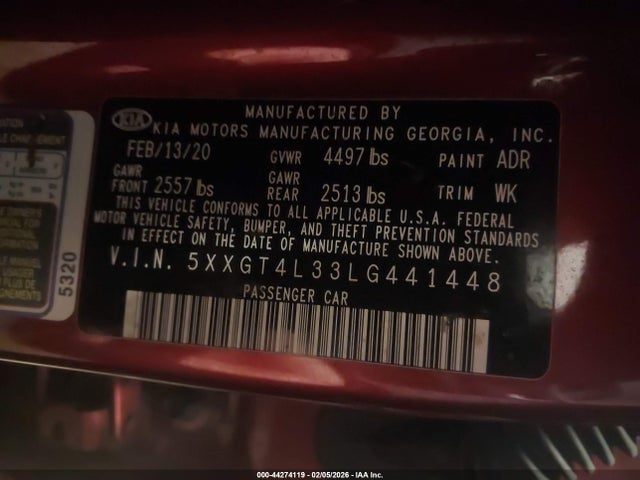 MANUFACTURED BY
KIA KIA MOTORS MANUFACTURING GEORGIA, INC.
FEB/13/20 GVWR 4497 lbs PAINT ADR
GAWR FRONT 2557 lbs GAWR REAR 2513 lbs TRIM WK
THIS VEHICLE CONFORMS TO ALL APPLICABLE U.S.A. FEDERAL
MOTOR VEHICLE SAFETY, BUMPER, AND THEFT PREVENTION STANDARDS
IN EFFECT ON THE DATE OF MANUFACTURE SHOWN ABOVE.
V.I.N. 5XXGT4L33LG441448
PASSENGER CAR
5320
000-44274119 - 02/05/2026 - IAA Inc.